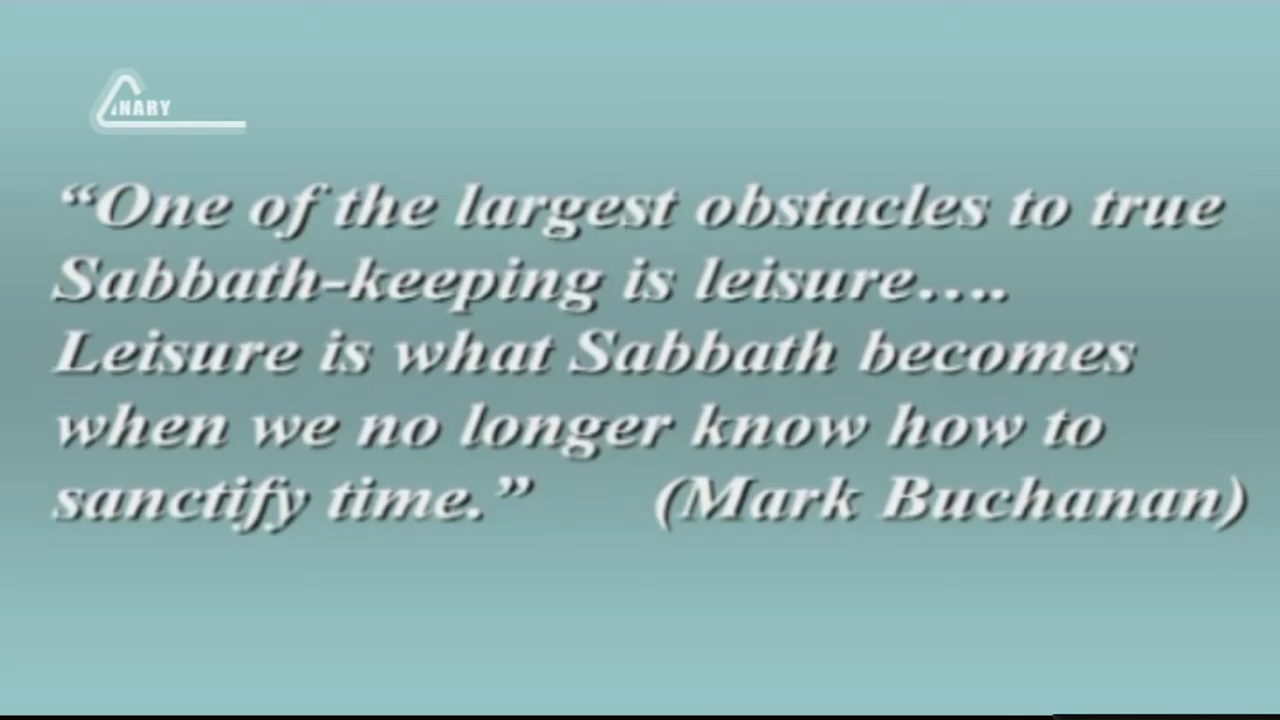 INARY
“One of the largest obstacles to true
Sabbath-keeping is leisure….
Leisure is what Sabbath becomes
when we no longer know how to
sanctify time.” (Mark Buchanan)